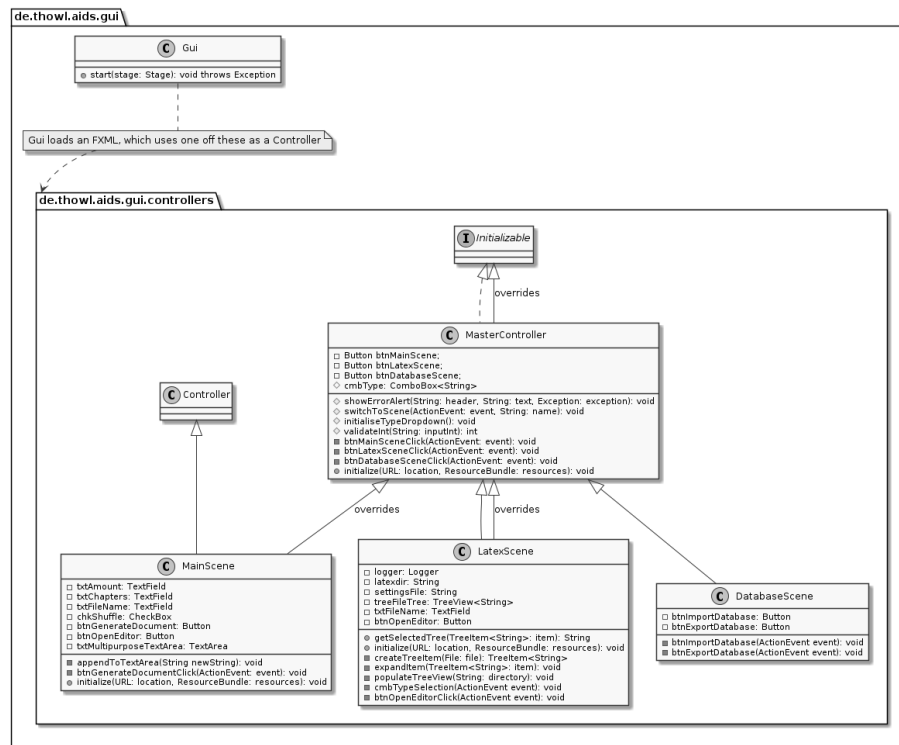 de.thowl.aids.gui
C Gui
start(stage: Stage): void throws Exception
Gui loads an FXML, which uses one off these as a Controller
de.thowl.aids.gui.controllers
I Initializable
overrides
C MasterController
Button btnMainScene;
Button btnLatexScene;
Button btnDatabaseScene;
cmbType: ComboBox<String>
showErrorAlert(String: header, String: text, Exception: exception): void
switchToScene(ActionEvent: event, String: name): void
initialiseTypeDropdown(): void
validateInt(String: inputInt): int
btnMainSceneClick(ActionEvent: event): void
btnLatexSceneClick(ActionEvent: event): void
btnDatabaseSceneClick(ActionEvent: event): void
initialize(URL: location, ResourceBundle: resources): void
C Controller
overrides
overrides
C MainScene
txtAmount: TextField
txtChapters: TextField
txtFileName: TextField
chkShuffle: CheckBox
btnGenerateDocument: Button
btnOpenEditor: Button
txtMultipurposeTextArea: TextArea
appendToTextArea(String newString): void
btnGenerateDocumentClick(ActionEvent: event): void
initialize(URL: location, ResourceBundle: resources): void
C LatexScene
logger: Logger
latexdir: String
settingsFile: String
treeFileTree: TreeView<String>
txtFileName: TextField
btnOpenEditor: Button
getSelectedTree(TreeItem<String>: item): String
initialize(URL: location, ResourceBundle: resources): void
createTreeItem(File: file): TreeItem<String>
expandItem(TreeItem<String>: item): void
populateTreeView(String: directory): void
cmbTypeSelection(ActionEvent event): void
btnOpenEditorClick(ActionEvent event): void
C DatabaseScene
btnImportDatabase: Button
btnExportDatabase: Button
btnImportDatabase(ActionEvent event): void
btnExportDatabase(ActionEvent event): void